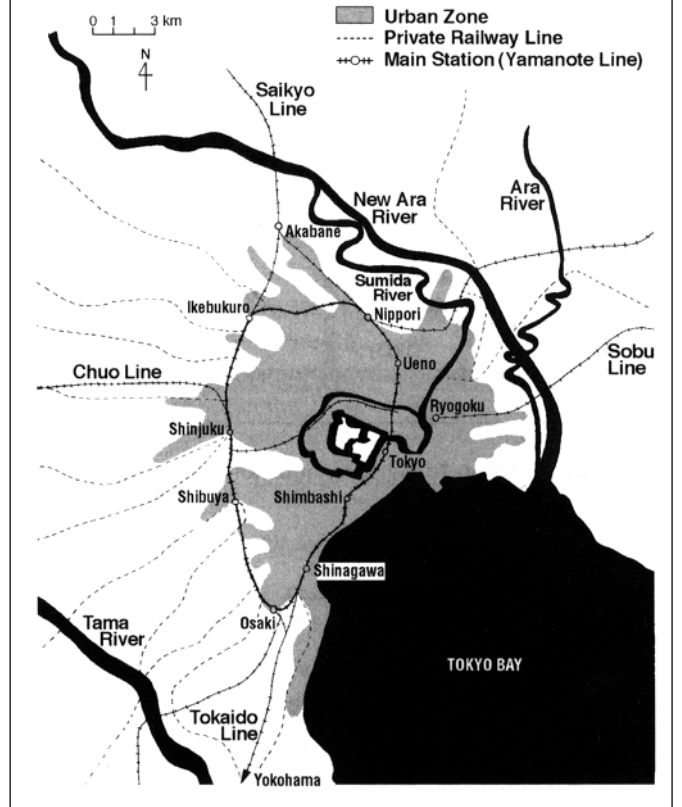 0 1 3 km
N
Urban Zone
Private Railway Line
Main Station (Yamanote Line)
Saikyo
Line
New Ara
River
Ara
River
Akabane
Sumida
River
Ikebukuro
Nippori
Ueno
Sobu
Line
Chuo Line
Ryogoku
Shinjuku
Tokyo
Shibuya
Shimbashi
Shinagawa
Osaki
Tama
River
TOKYO BAY
Tokaido
Line
Yokohama